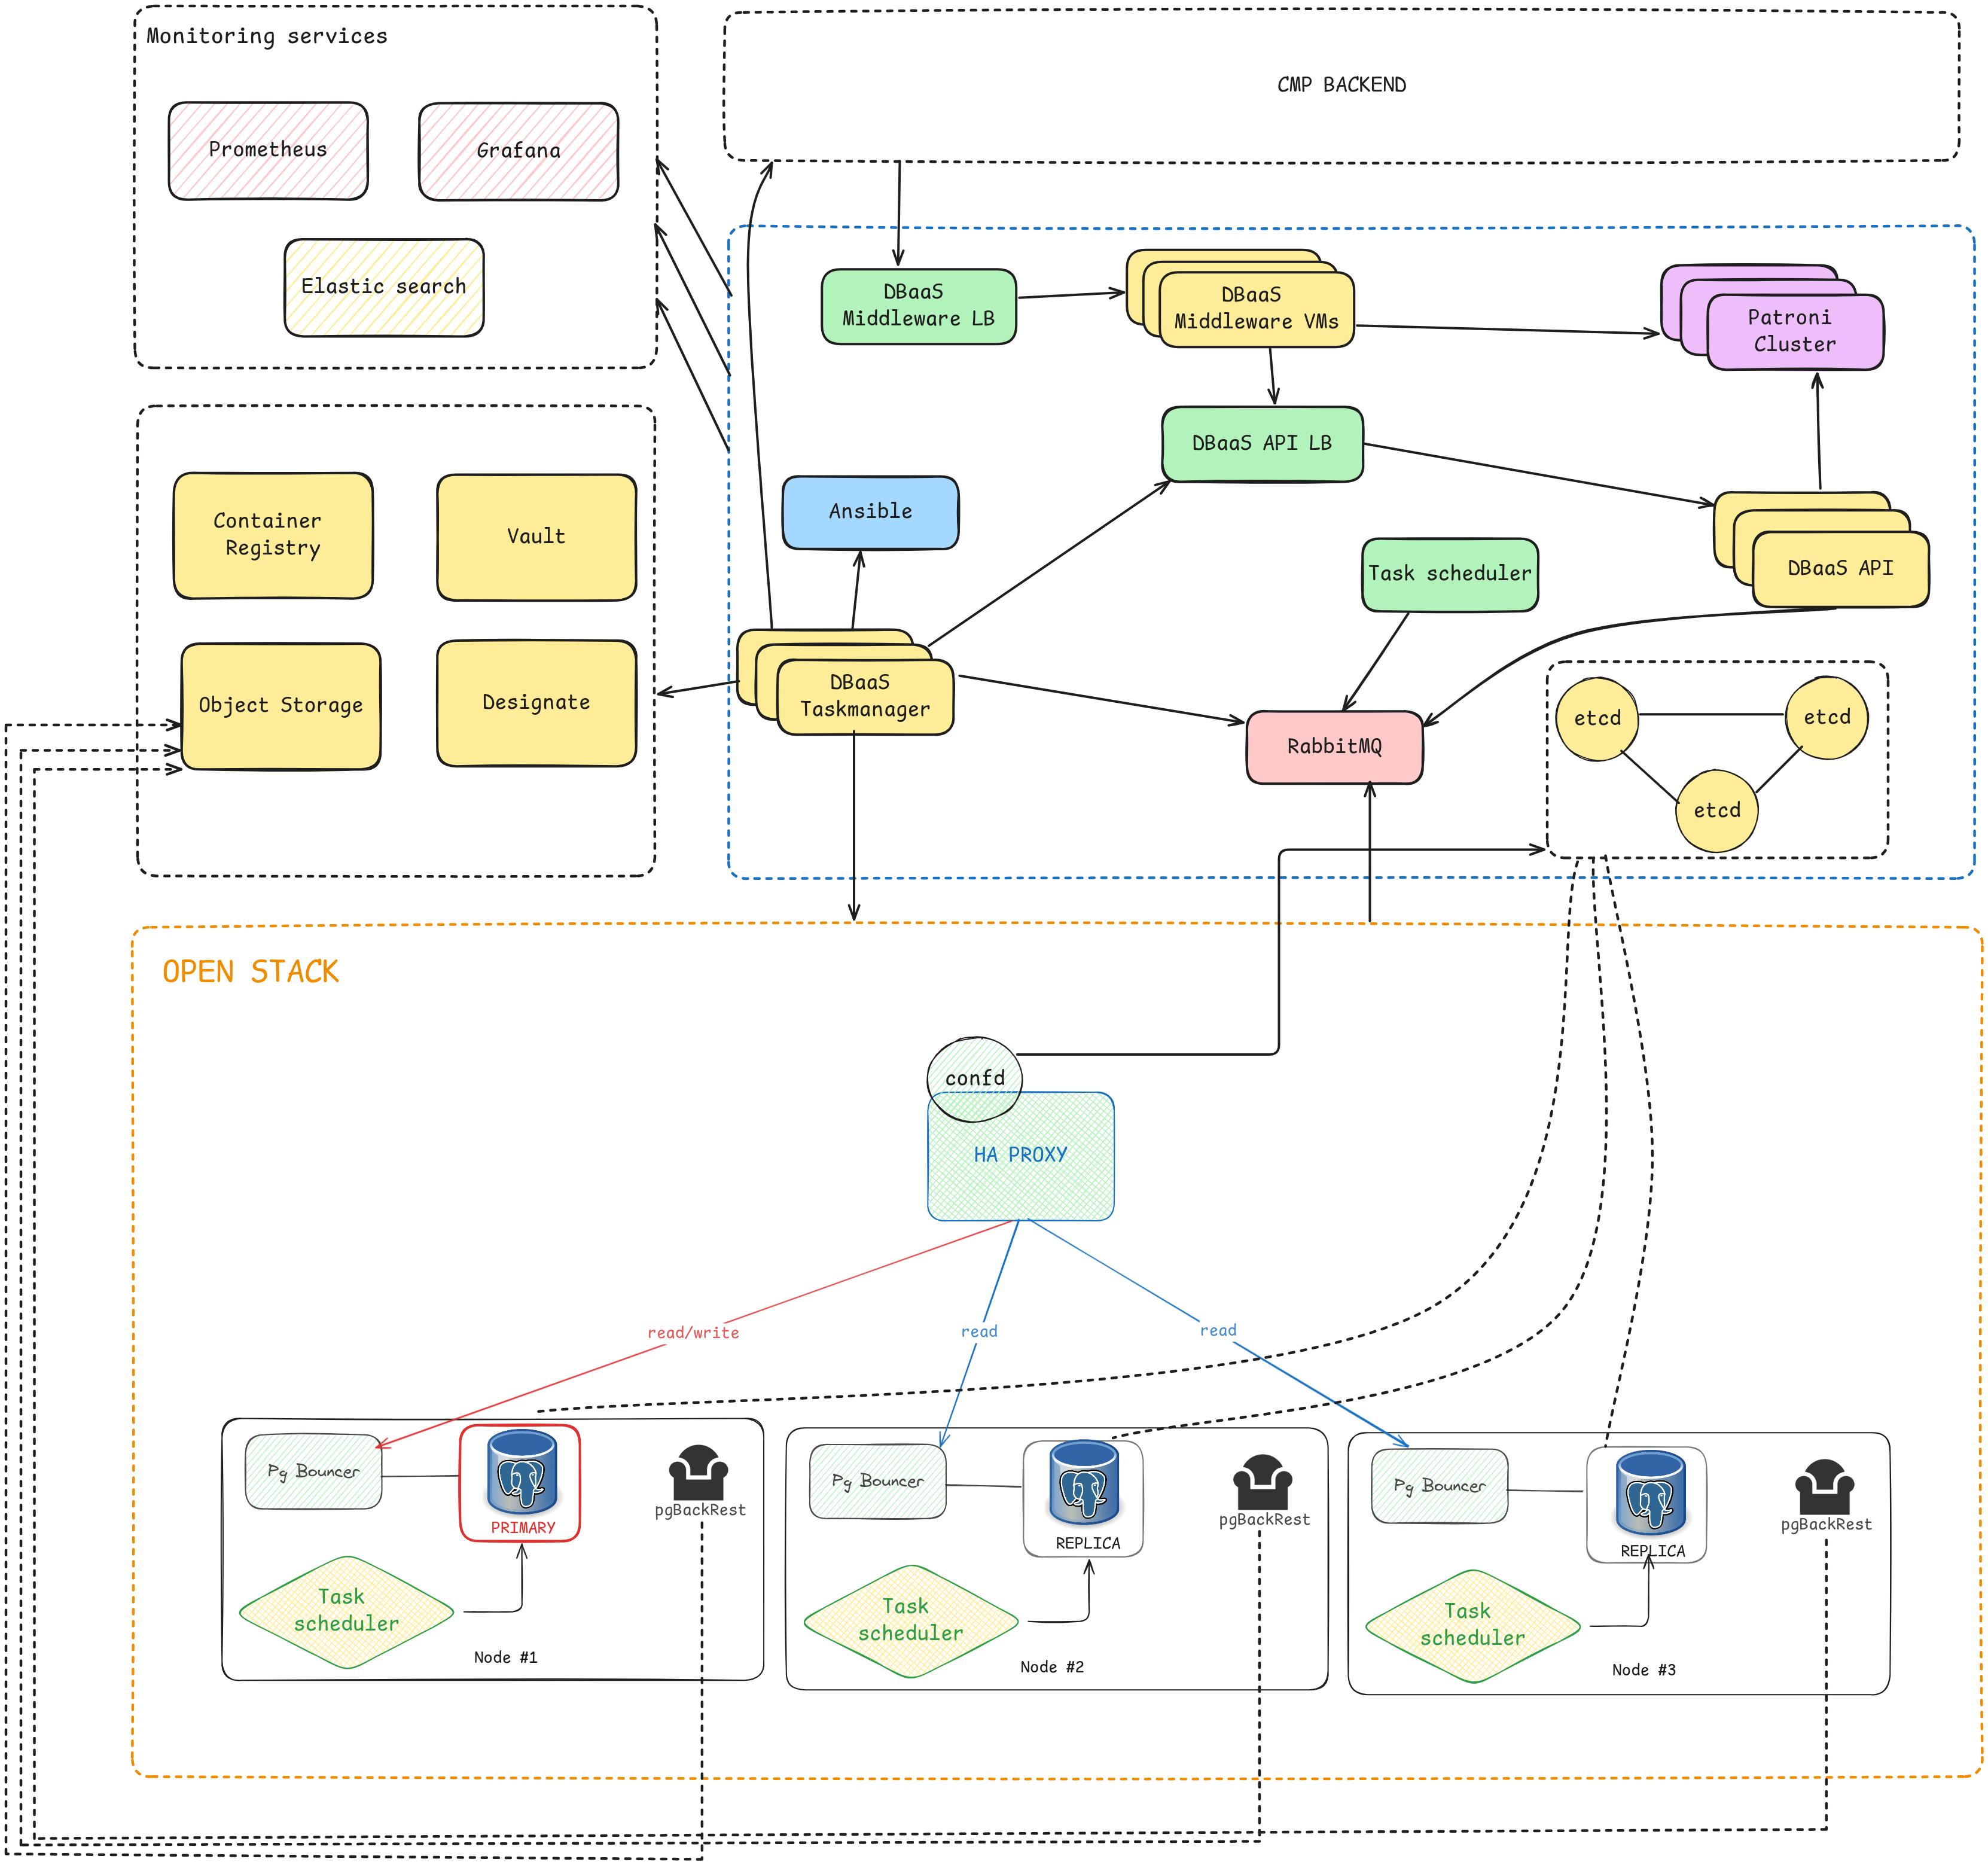 Monitoring services
Prometheus
Grafana
Elastic search
CMP BACKEND
DBaaS
Middleware LB
DBaaS
Middleware VMs
Patroni
Cluster
DBaaS API LB
Container
Registry
Vault
Ansible
Task scheduler
DBaaS API
Object Storage
Designate
DBaaS
Taskmanager
RabbitMQ
etcd
etcd
etcd
OPEN STACK
confd
HA PROXY
read/write
read
read
Pg Bouncer
PRIMARY
pgBackRest
Task
scheduler
Node #1
Pg Bouncer
REPLICA
pgBackRest
Task
scheduler
Node #2
Pg Bouncer
REPLICA
pgBackRest
Task
scheduler
Node #3